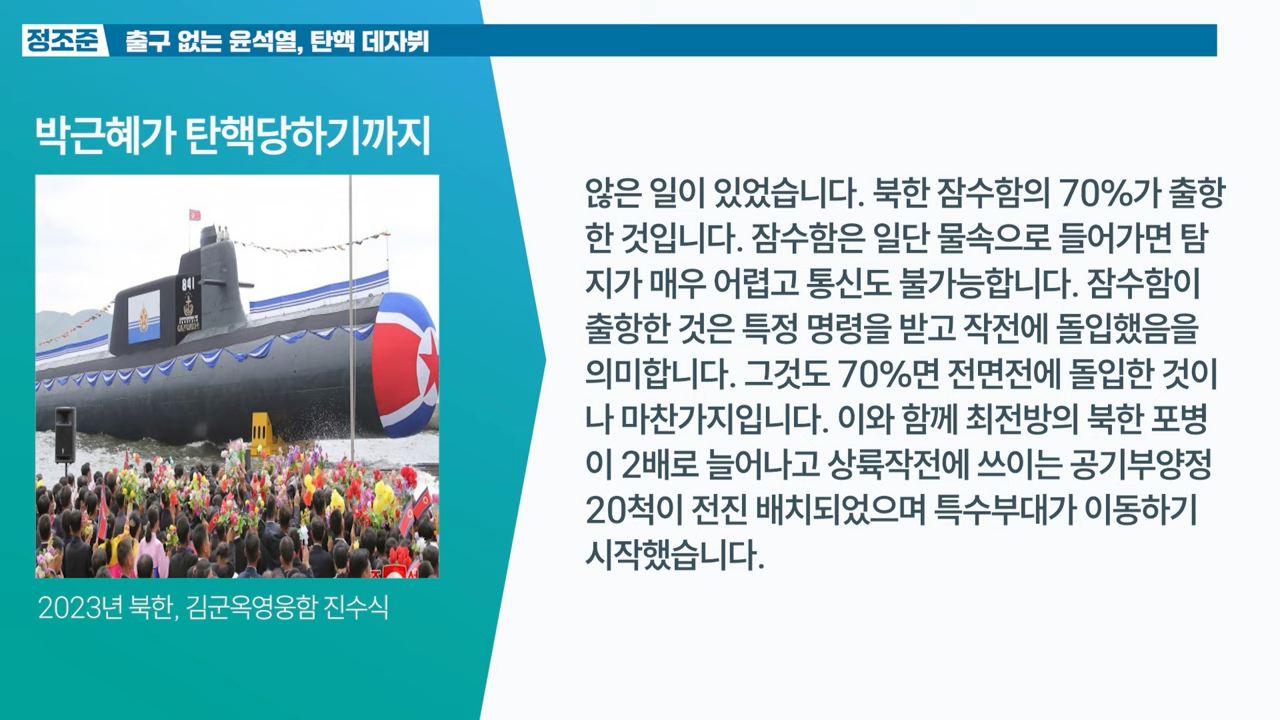 정조준 출구 없는 윤석열, 탄핵 데자뷔
박근혜가 탄핵당하기까지
841
2023년 북한, 김군옥영웅함 진수식
않은 일이 있었습니다. 북한 잠수함의 70%가 출항
한 것입니다. 잠수함은 일단 물속으로 들어가면 탐
지가 매우 어렵고 통신도 불가능합니다. 잠수함이
출항한 것은 특정 명령을 받고 작전에 돌입했음을
의미합니다. 그것도 70%면 전면전에 돌입한 것이
나 마찬가지입니다. 이와 함께 최전방의 북한 포병
이 2배로 늘어나고 상륙작전에 쓰이는 공기부양정
20척이 전진 배치되었으며 특수부대가 이동하기
시작했습니다.